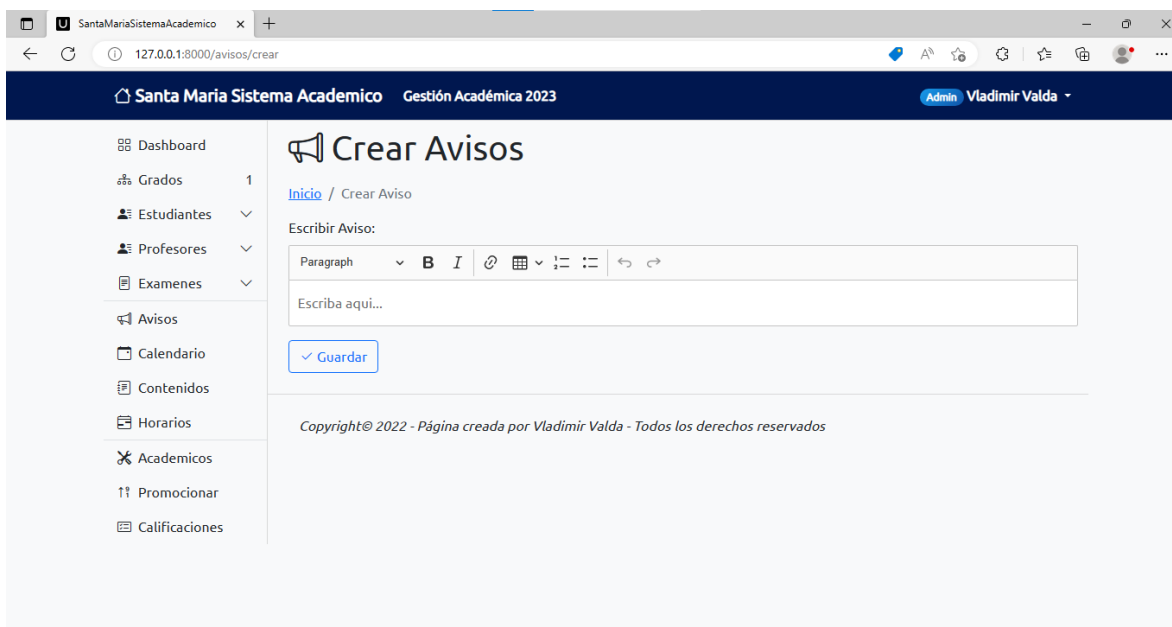 SantaMariaSistemaAcademico
127.0.0.1:8000/avisos/crear
Santa Maria Sistema Academico Gestión Académica 2023 Admin Vladimir Valda
Dashboard
Grados 1
Estudiantes
Profesores
Examenes
Avisos
Calendario
Contenidos
Horarios
Academicos
Promocionar
Calificaciones
Crear Avisos
Inicio / Crear Aviso
Escribir Aviso:
Paragraph B I
Escriba aqui...
Guardar
Copyright© 2022 - Página creada por Vladimir Valda - Todos los derechos reservados